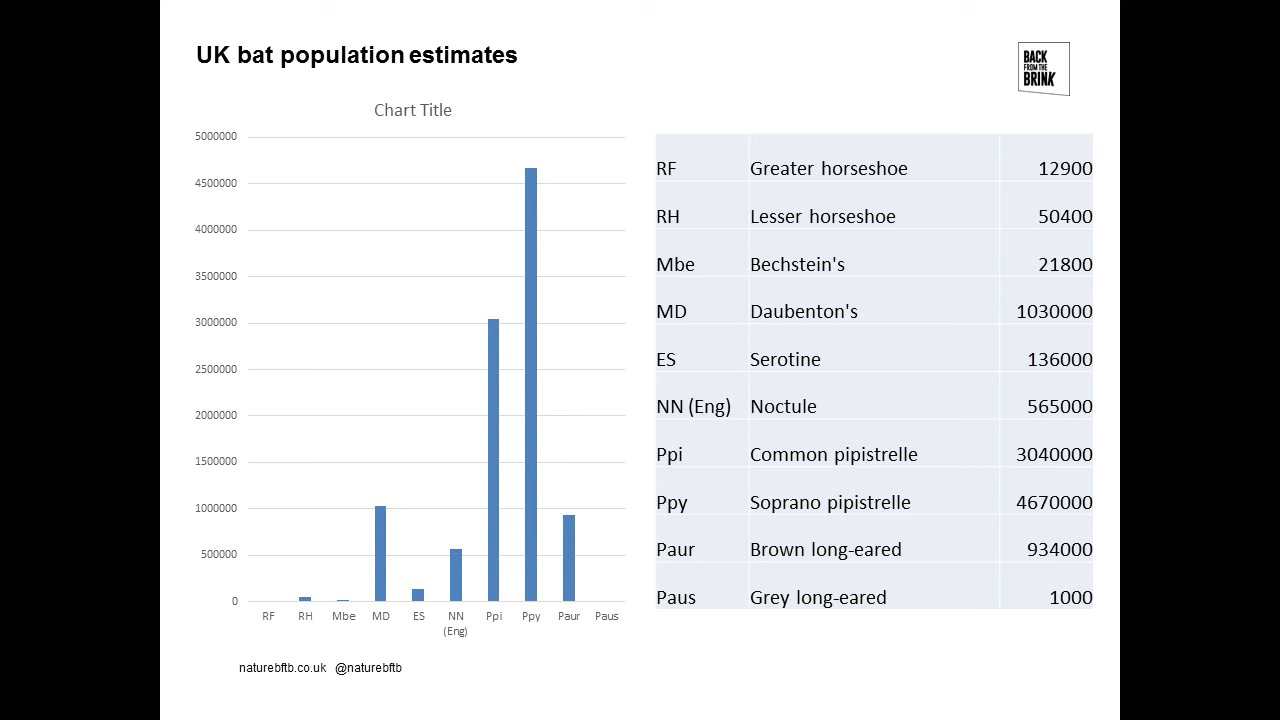 UK bat population estimates
BACK
FROM THE
BRINK
Chart Title
5000000
4500000
4000000
3500000
3000000
2500000
2000000
1500000
1000000
500000
0
RF RH Mbe MD ES NN (Eng) Ppi Ppy Paur Paus
RF Greater horseshoe 12900
RH Lesser horseshoe 50400
Mbe Bechstein's 21800
MD Daubenton's 1030000
ES Serotine 136000
NN (Eng) Noctule 565000
Ppi Common pipistrelle 3040000
Ppy Soprano pipistrelle 4670000
Paur Brown long-eared 934000
Paus Grey long-eared 1000
naturebftb.co.uk @naturebftb